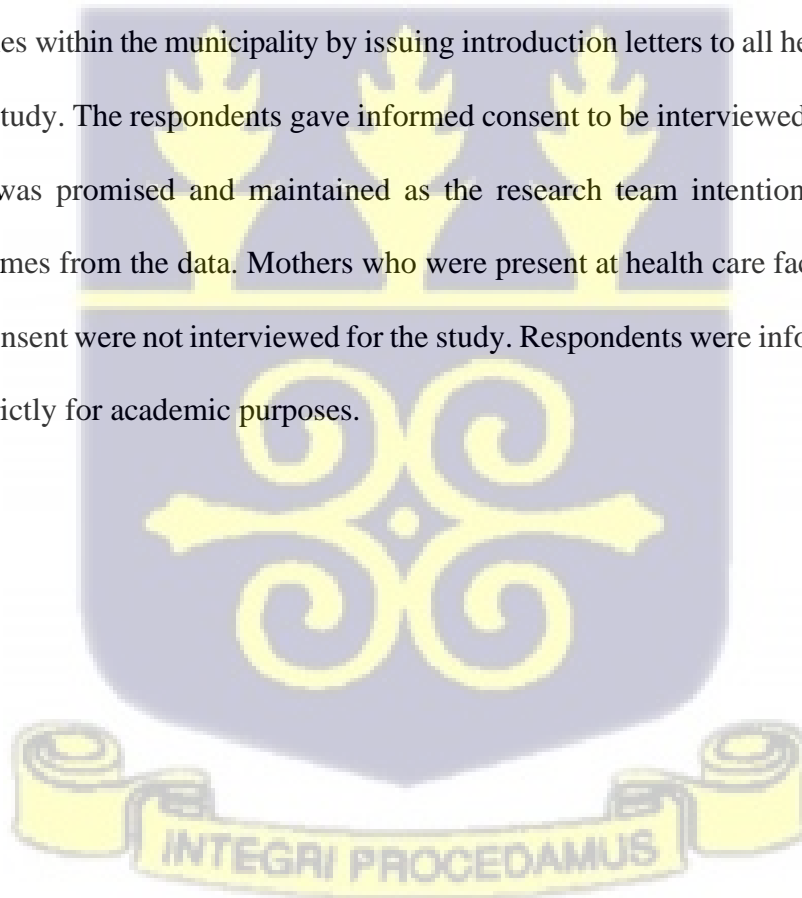 es within the municipality by issuing introduction letters to all he
tudy. The respondents gave informed consent to be interviewed
was promised and maintained as the research team intention
mes from the data. Mothers who were present at health care fac
nsent were not interviewed for the study. Respondents were info
ictly for academic purposes.
INTEGRI PROCEDAMUS